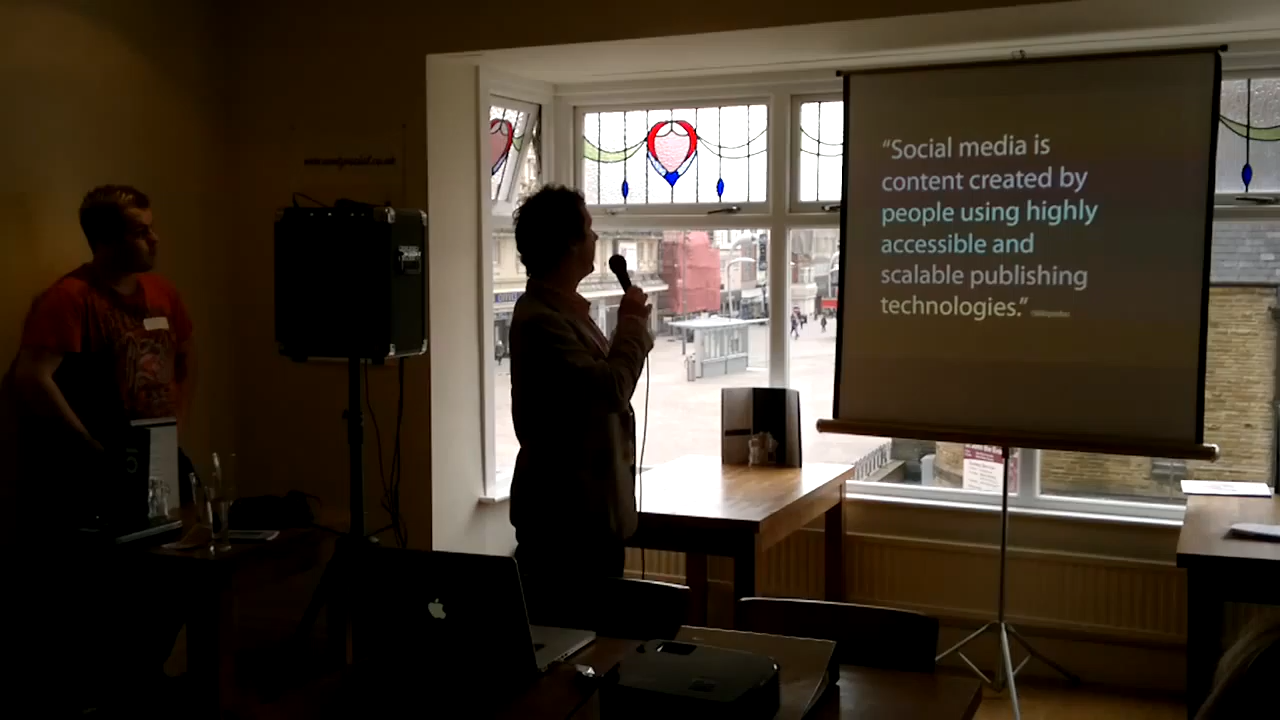 “Social media is
content created by
people using highly
accessible and
scalable publishing
technologies.”